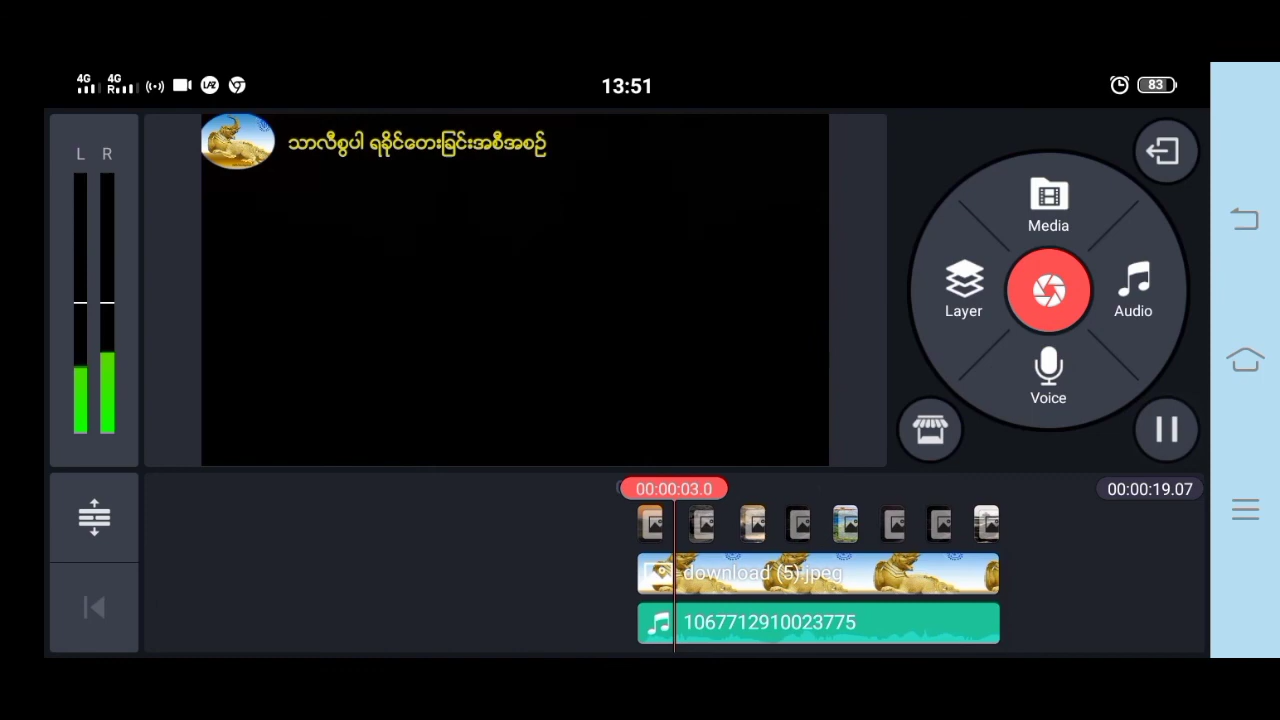 4G 4G R 13:51 83
L R
သာလီစွပါ ရခိုင်တေးခြင်းအစီအစဉ်
Media
Layer
Audio
Voice
00:00:03.0
00:00:19.07
download (5).jpeg
1067712910023775